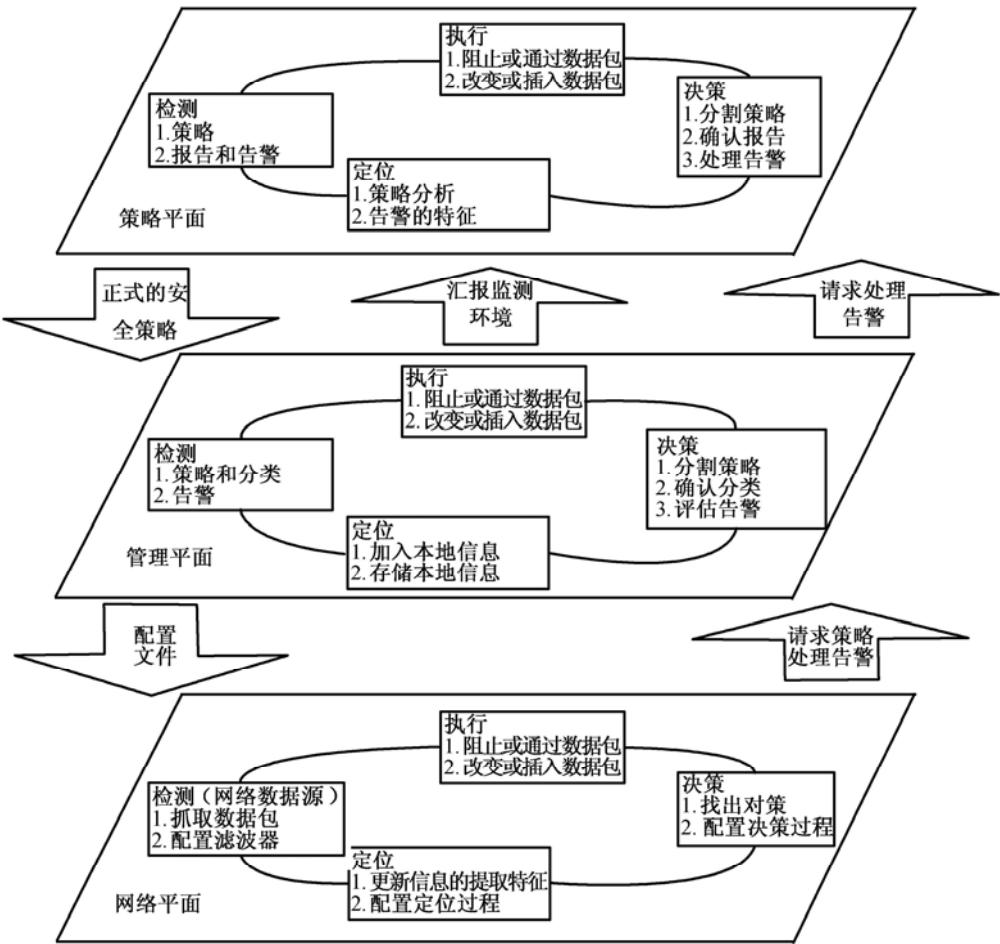 执行
1.阻止或通过数据包
2.改变或插入数据包
检测
1.策略
2.报告和告警
决策
1.分割策略
2.确认报告
3.处理告警
定位
1.策略分析
2.告警的特征
策略平面
正式的安
全策略
汇报监测
环境
请求处理
告警
执行
1. 阻止或通过数据包
2. 改变或插入数据包
检测
1. 策略和分类
2. 告警
决策
1. 分割策略
2. 确认分类
3. 评估告警
定位
1. 加入本地信息
2. 存储本地信息
管理平面
配置
文件
请求策略
处理告警
执行
1. 阻止或通过数据包
2. 改变或插入数据包
检测（网络数据源）
1. 抓取数据包
2. 配置滤波器
决策
1. 找出对策
2. 配置决策过程
定位
1. 更新信息的提取特征
2. 配置定位过程
网络平面